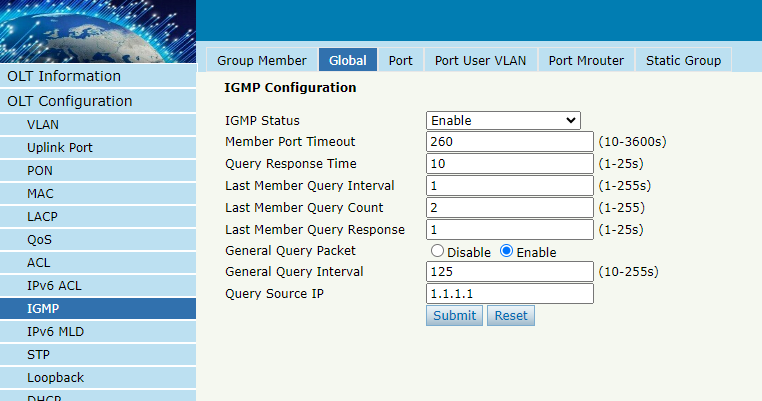 Group Member Global Port Port User VLAN Port Mrouter Static Group
OLT Information
OLT Configuration
VLAN
Uplink Port
PON
MAC
LACP
QoS
ACL
IPv6 ACL
IGMP
IPv6 MLD
STP
Loopback
DHCP
IGMP Configuration
IGMP Status Enable
Member Port Timeout 260 (10-3600s)
Query Response Time 10 (1-25s)
Last Member Query Interval 1 (1-255s)
Last Member Query Count 2 (1-255)
Last Member Query Response 1 (1-25s)
General Query Packet Disable Enable
General Query Interval 125 (10-255s)
Query Source IP 1.1.1.1
Submit Reset